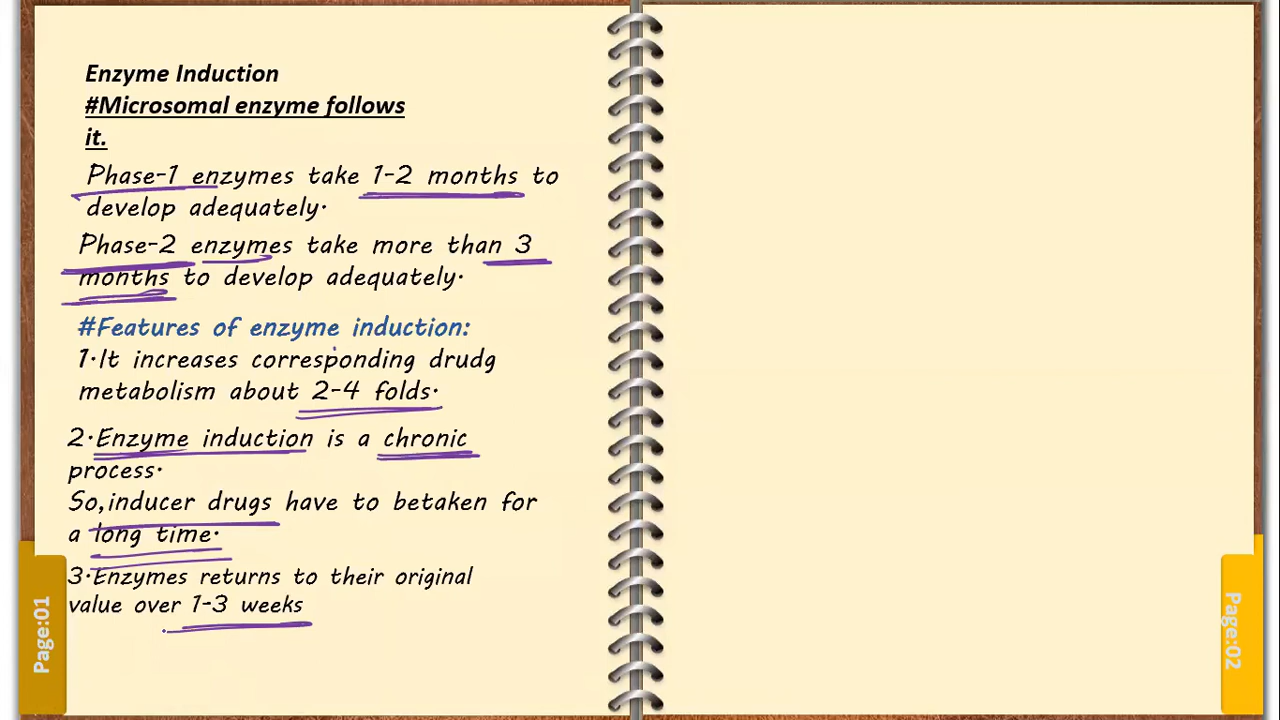 Enzyme Induction
#Microsomal enzyme follows
it.
Phase-1 enzymes take 1-2 months to
develop adequately.
Phase-2 enzymes take more than 3
months to develop adequately.
#Features of enzyme induction:
1.It increases corresponding drudg
metabolism about 2-4 folds.
2.Enzyme induction is a chronic
process.
So,inducer drugs have to betaken for
a long time.
3.Enzymes returns to their original
value over 1-3 weeks
Page:01
Page:02